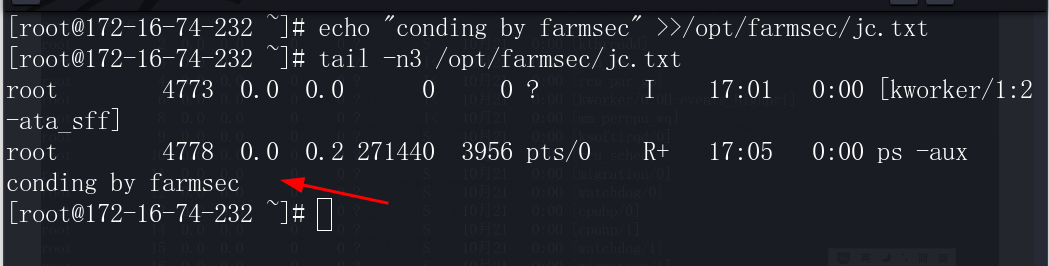 [root@172-16-74-232 ~]# echo "conding by farmsec" >>/opt/farmsec/jc.txt
[root@172-16-74-232 ~]# tail -n3 /opt/farmsec/jc.txt
root 4773 0.0 0.0 0 0 ? I 17:01 0:00 [kworker/1:2
-ata_sff]
root 4778 0.0 0.2 271440 3956 pts/0 R+ 17:05 0:00 ps -aux
conding by farmsec
[root@172-16-74-232 ~]#